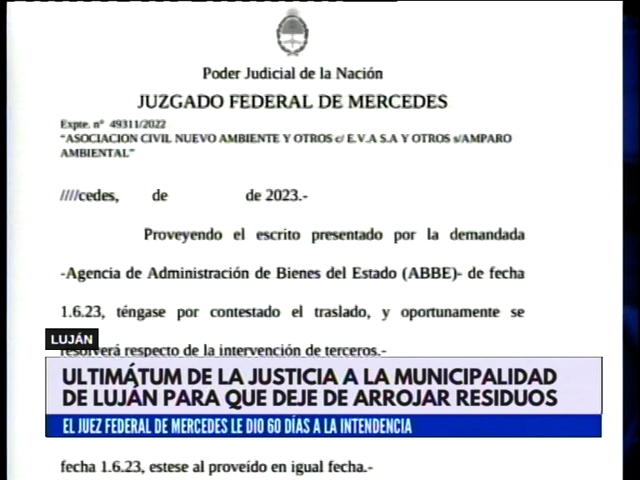 Poder Judicial de la Nación
JUZGADO FEDERAL DE MERCEDES
Expte. nº 49311/2022
“ASOCIACION CIVIL NUEVO AMBIENTE Y OTROS c/ E.V.A S.A Y OTROS s/AMPARO
AMBIENTAL”
////cedes, de de 2023.-
Proveyendo el escrito presentado por la demandada
-Agencia de Administración de Bienes del Estado (ABBE)- de fecha
1.6.23, téngase por contestado el traslado, y oportunamente se
resolverá respecto de la intervención de terceros.-
LUJÁN
ULTIMÁTUM DE LA JUSTICIA A LA MUNICIPALIDAD
DE LUJÁN PARA QUE DEJE DE ARROJAR RESIDUOS
EL JUEZ FEDERAL DE MERCEDES LE DIO 60 DÍAS A LA INTENDENCIA
fecha 1.6.23, estese al proveído en igual fecha.-